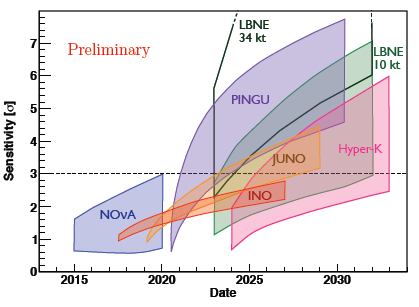 LBNE
34 kt
Preliminary
LBNE
10 kt
PINGU
JUNO
Hyper-K
INO
NOνA
Sensitivity [σ]
7
6
5
4
3
2
1
0
2015
2020
2025
2030
Date